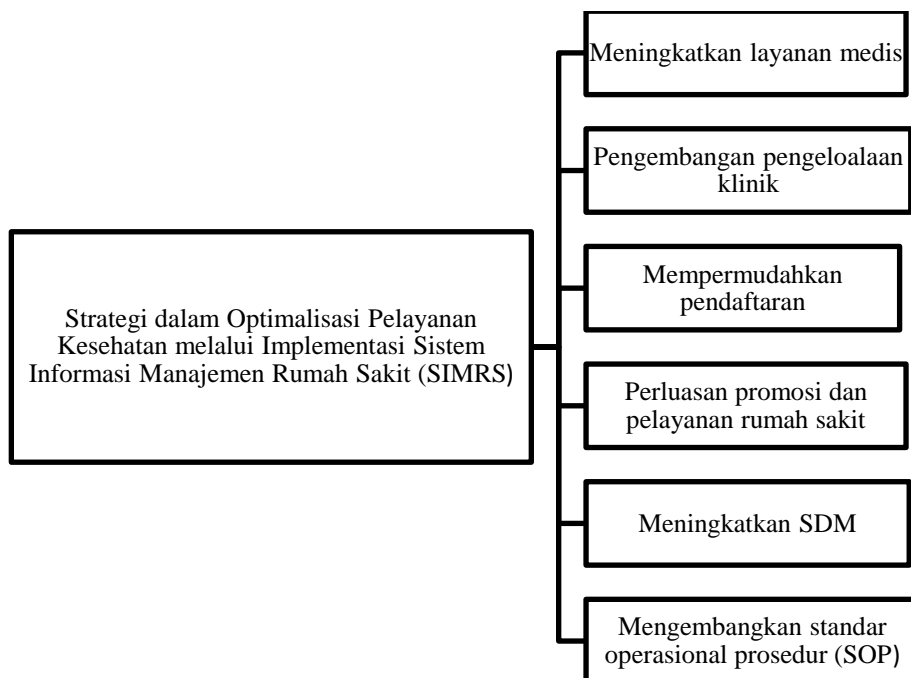 Meningkatkan layanan medis
Pengembangan pengeloalaan
klinik
Mempermudahkan
pendaftaran
Strategi dalam Optimalisasi Pelayanan
Kesehatan melalui Implementasi Sistem
Informasi Manajemen Rumah Sakit (SIMRS)
Perluasan promosi dan
pelayanan rumah sakit
Meningkatkan SDM
Mengembangkan standar
operasional prosedur (SOP)